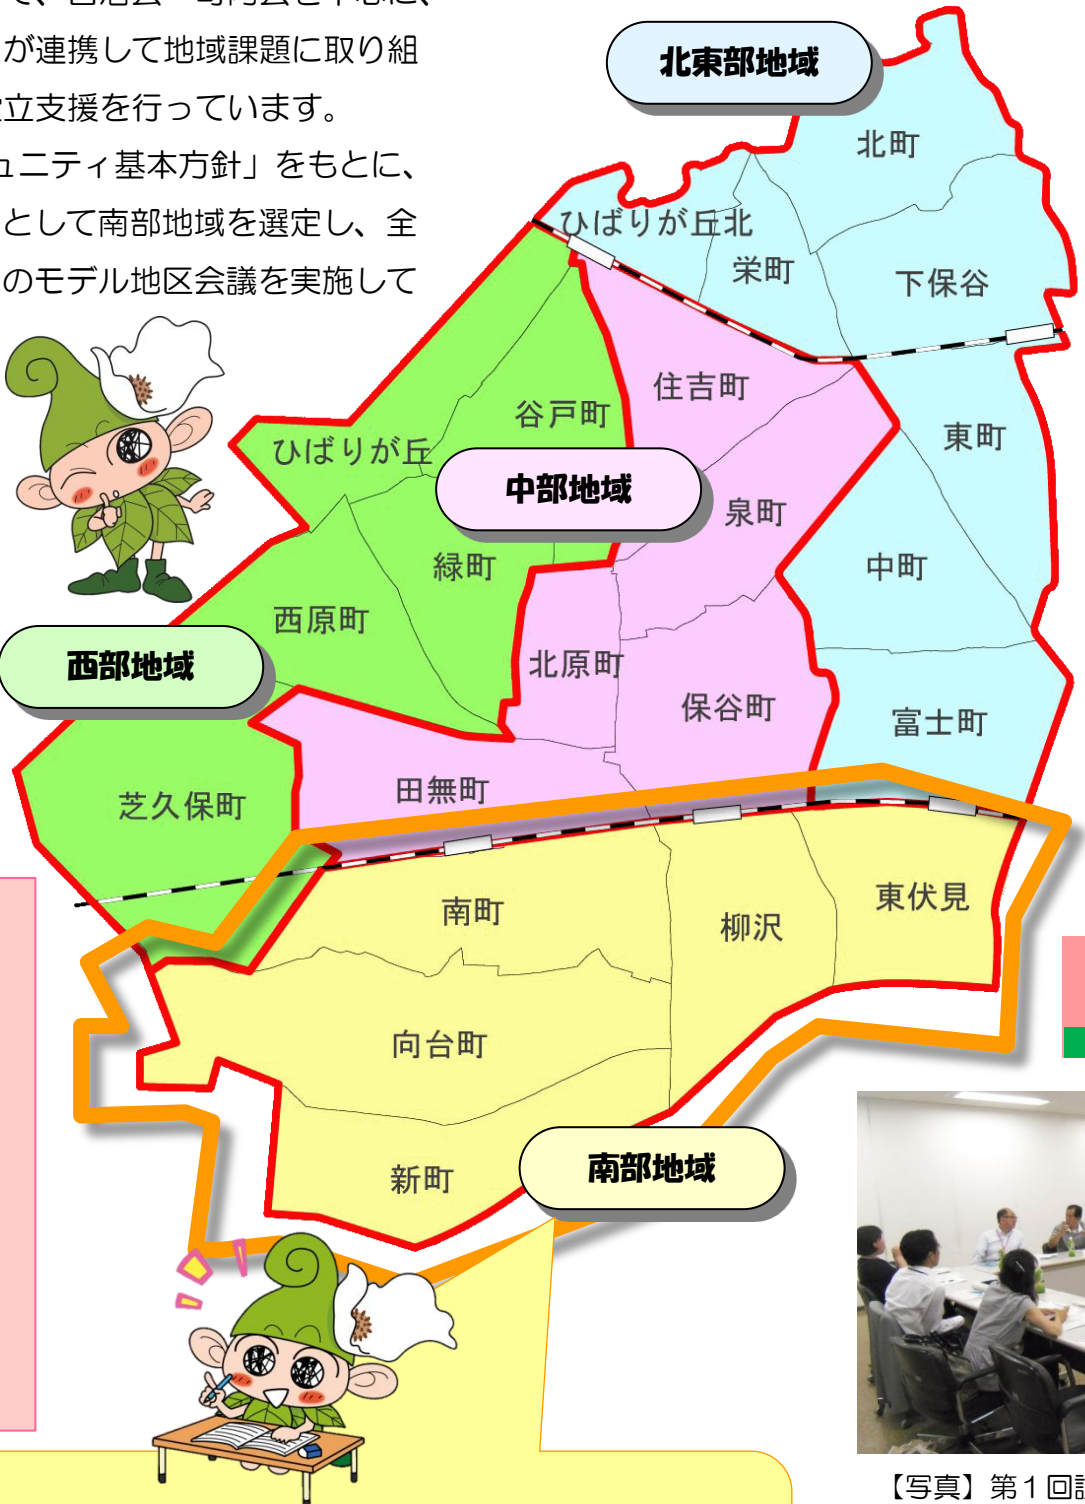 が連携して地域課題に取り組
立支援を行っています。
ュニティ基本方針」をもとに、
として南部地域を選定し、全
のモデル地区会議を実施して
北東部地域
北町
ひばりが丘北
栄町
下保谷
住吉町
谷戸町
東町
ひばりが丘
中部地域
泉町
緑町
中町
西原町
西部地域
北原町
保谷町
富士町
田無町
芝久保町
南町
柳沢
東伏見
向台町
新町
南部地域
【写真】第１回